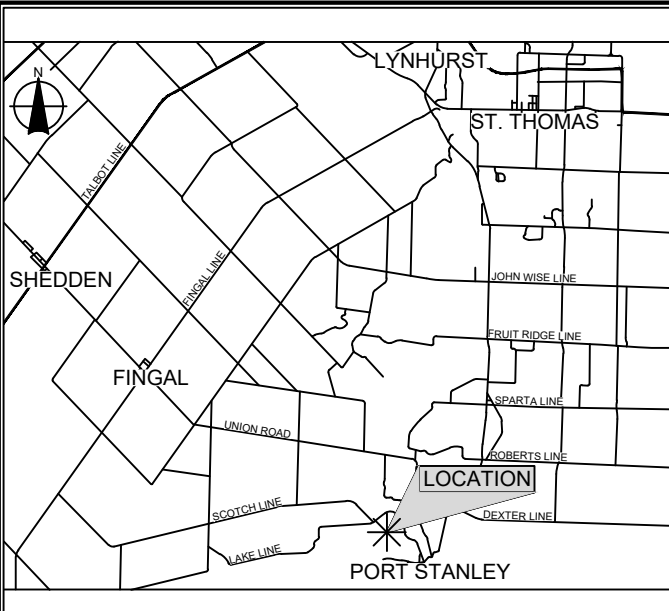 LYNHURST
N
ST. THOMAS
TALBOT LINE
SHEDDEN
FINGAL LINE
JOHN WISE LINE
FRUIT RIDGE LINE
FINGAL
SPARTA LINE
UNION ROAD
ROBERTS LINE
LOCATION
SCOTCH LINE
DEXTER LINE
LAKE LINE
PORT STANLEY